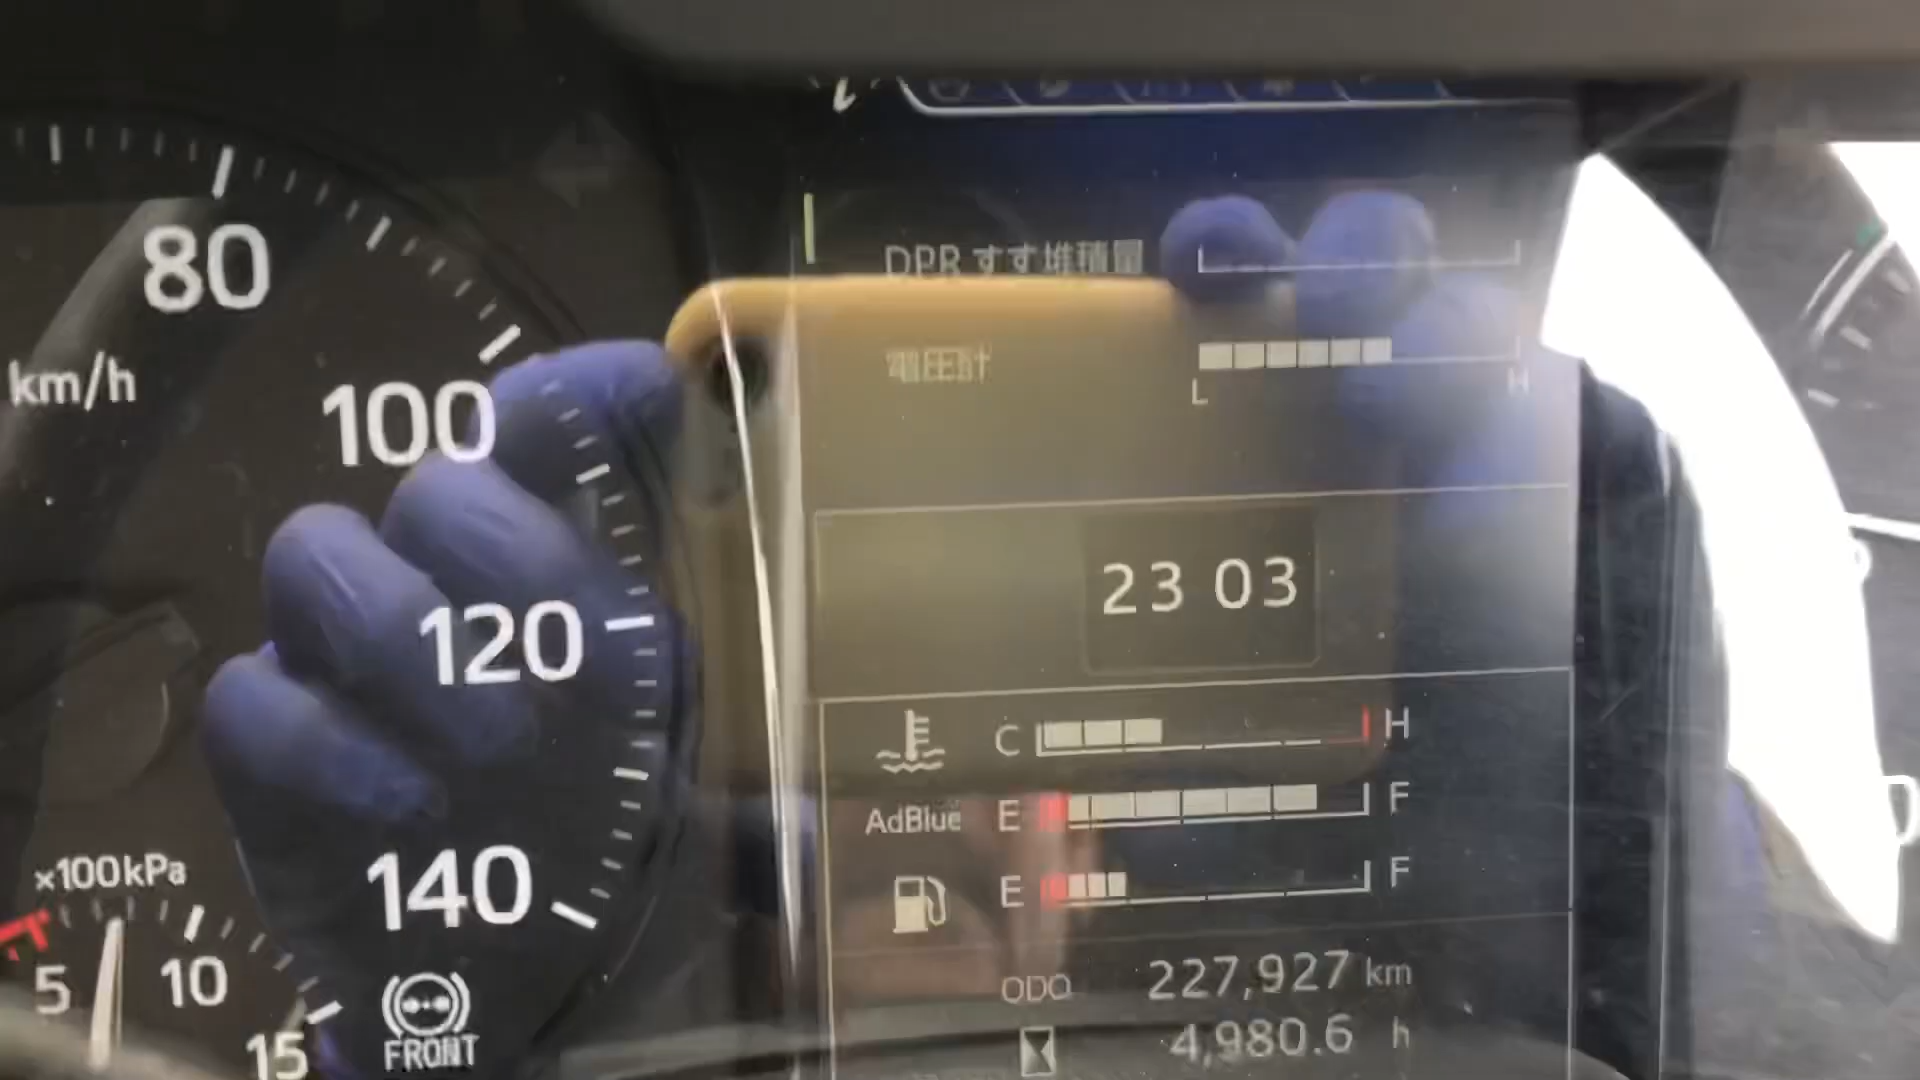 80
km/h
100
120
140
×100kPa
5
10
15
FRONT
DPR すす堆積量
電圧計
L H
23 03
C H
AdBlue E F
E F
ODO 227,927 km
4,980.6 h